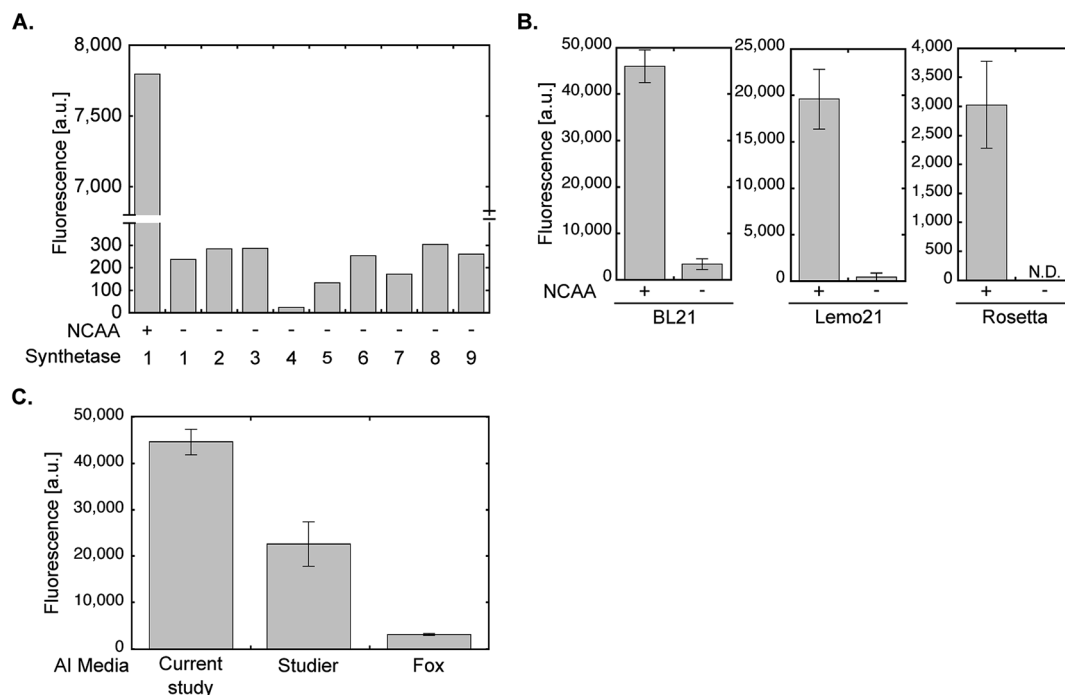 A.
8,000
7,500
7,000
300
200
100
0
Fluorescence [a.u.]
NCAA + - - - - - - - - -
Synthetase 1 1 2 3 4 5 6 7 8 9
B.
50,000
40,000
30,000
20,000
10,000
0
Fluorescence [a.u.]
25,000
20,000
15,000
10,000
5,000
0
4,000
3,500
3,000
2,500
2,000
1,500
1,000
500
0
N.D.
NCAA + - + - + -
BL21 Lemo21 Rosetta
C.
50,000
40,000
30,000
20,000
10,000
0
Fluorescence [a.u.]
AI Media Current Studier Fox
study